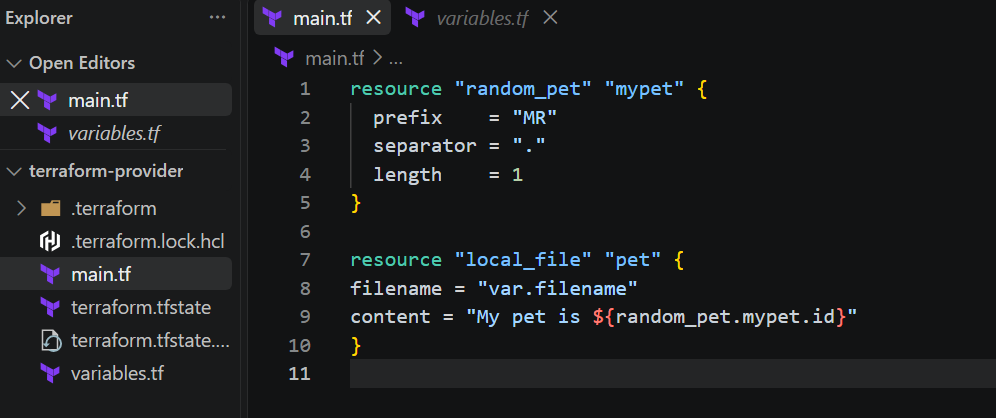 Explorer ...
Open Editors
main.tf
variables.tf
terraform-provider
.terraform
.terraform.lock.hcl
main.tf
terraform.tfstate
terraform.tfstate....
variables.tf
main.tf variables.tf
main.tf > ...
1 resource "random_pet" "mypet" {
2   prefix    = "MR"
3   separator = "."
4   length    = 1
5 }
6
7 resource "local_file" "pet" {
8 filename = "var.filename"
9 content = "My pet is ${random_pet.mypet.id}"
10 }
11